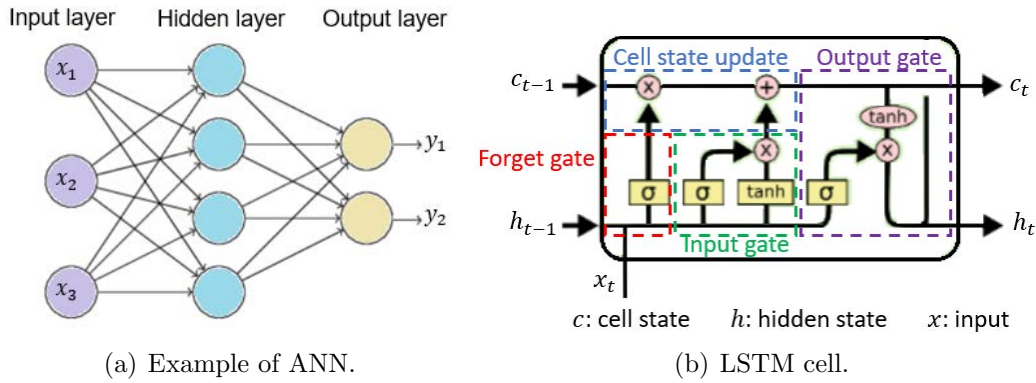 Input layer Hidden layer Output layer
x₁
x₂
x₃
y₁
y₂
(a) Example of ANN.
Cell state update Output gate
cₜ₋₁ x + cₜ
tanh
Forget gate x x
σ σ tanh σ
hₜ₋₁ hₜ
Input gate
xₜ
c: cell state h: hidden state x: input
(b) LSTM cell.